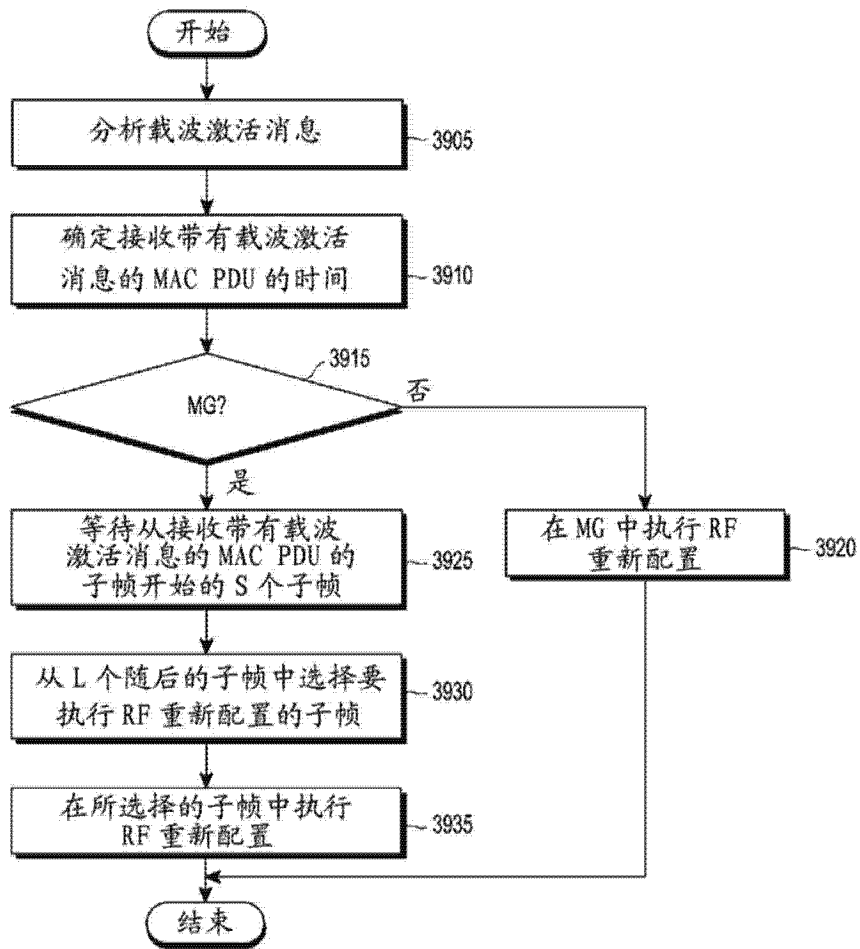 开始
分析载波激活消息
3905
确定接收带有载波激活
消息的 MAC PDU 的时间
3910
3915
MG?
否
是
等待从接收带有载波
激活消息的 MAC PDU 的
子帧开始的 S 个子帧
3925
在 MG 中执行 RF
重新配置
3920
从 L 个随后的子帧中选择要
执行 RF 重新配置的子帧
3930
在所选择的子帧中执行
RF 重新配置
3935
结束